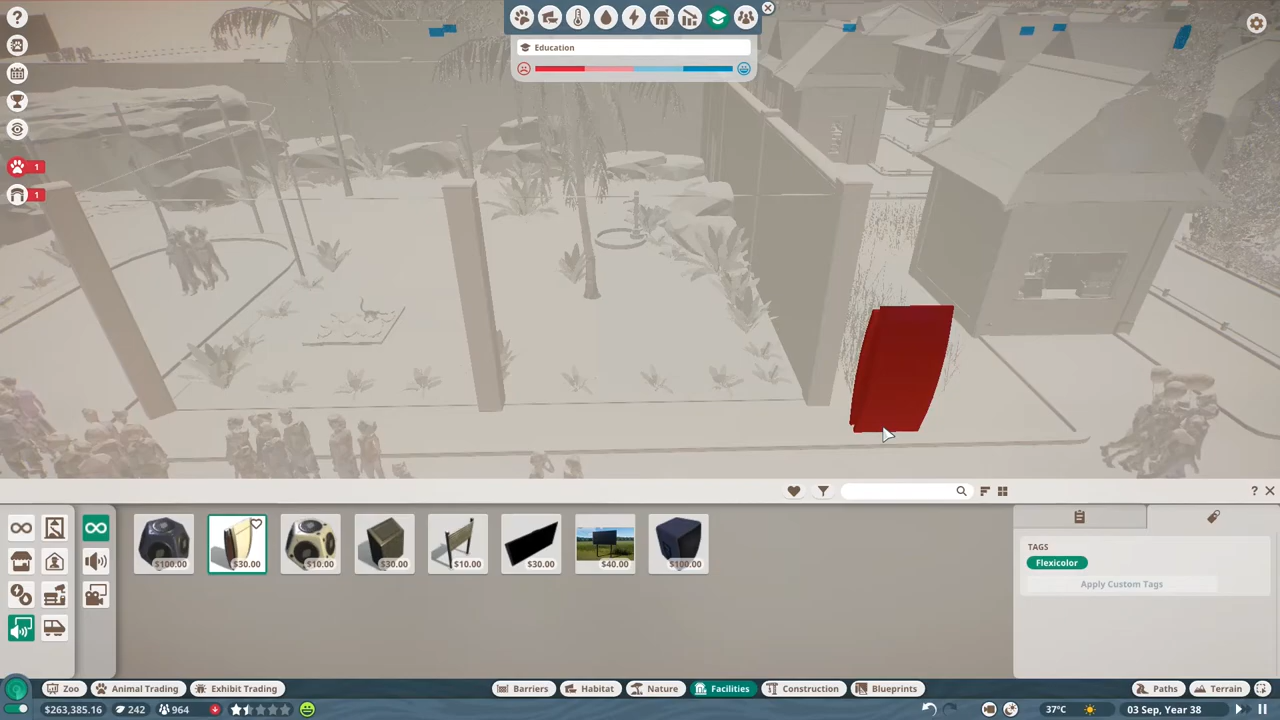 ?
Education
1
1
?
$100.00
$30.00
$10.00
$30.00
$10.00
$30.00
$40.00
$100.00
TAGS
Flexicolor
Apply Custom Tags
Zoo
Animal Trading
Exhibit Trading
Barriers
Habitat
Nature
Facilities
Construction
Blueprints
Paths
Terrain
$263,385.16
242
964
37°C
03 Sep, Year 38